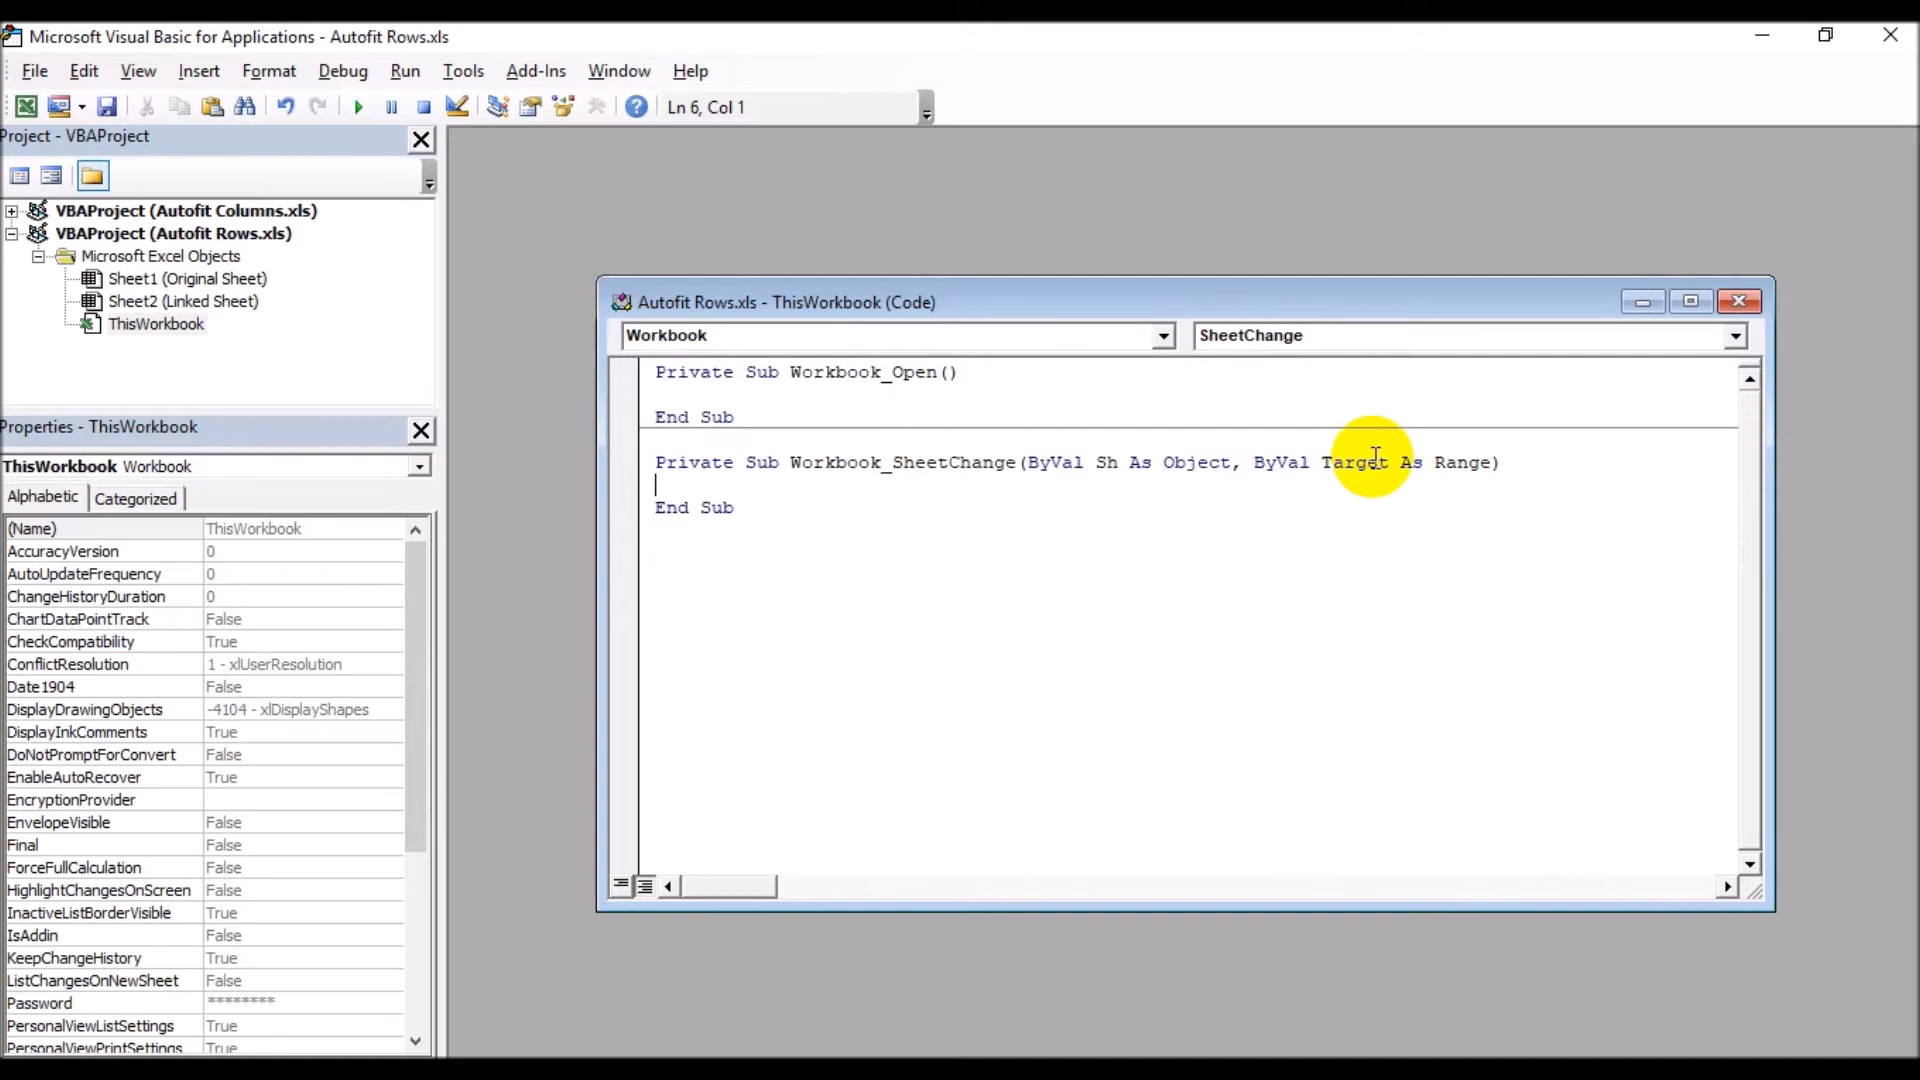 Microsoft Visual Basic for Applications - Autofit Rows.xls
File Edit View Insert Format Debug Run Tools Add-Ins Window Help
Ln 6, Col 1
Project - VBAProject
VBAProject (Autofit Columns.xls)
VBAProject (Autofit Rows.xls)
Microsoft Excel Objects
Sheet1 (Original Sheet)
Sheet2 (Linked Sheet)
ThisWorkbook
Properties - ThisWorkbook
ThisWorkbook Workbook
Alphabetic Categorized
(Name) ThisWorkbook
AccuracyVersion 0
AutoUpdateFrequency 0
ChangeHistoryDuration 0
ChartDataPointTrack False
CheckCompatibility True
ConflictResolution 1 - xlUserResolution
Date1904 False
DisplayDrawingObjects -4104 - xlDisplayShapes
DisplayInkComments True
DoNotPromptForConvert False
EnableAutoRecover True
EncryptionProvider
EnvelopeVisible False
Final False
ForceFullCalculation False
HighlightChangesOnScreen False
InactiveListBorderVisible True
IsAddin False
KeepChangeHistory True
ListChangesOnNewSheet False
Password ********
PersonalViewListSettings True
PersonalViewPrintSettings True
Autofit Rows.xls - ThisWorkbook (Code)
Workbook SheetChange
Private Sub Workbook_Open()
End Sub
Private Sub Workbook_SheetChange(ByVal Sh As Object, ByVal Target As Range)
End Sub